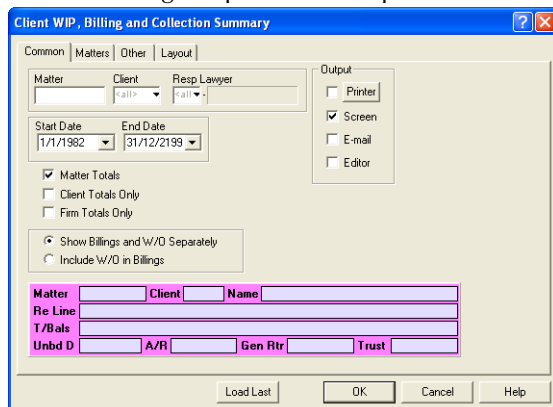 Client WIP, Billing and Collection Summary
Common Matters Other Layout
Matter Client Resp Lawyer
<all> <all
Start Date End Date
1/1/1982 31/12/2199
Matter Totals
Client Totals Only
Firm Totals Only
Show Billings and W/O Separately
Include W/O in Billings
Output
Printer
Screen
E-mail
Editor
Matter Client Name
Re Line
T/Bals
Unbd D A/R Gen Rtr Trust
Load Last OK Cancel Help